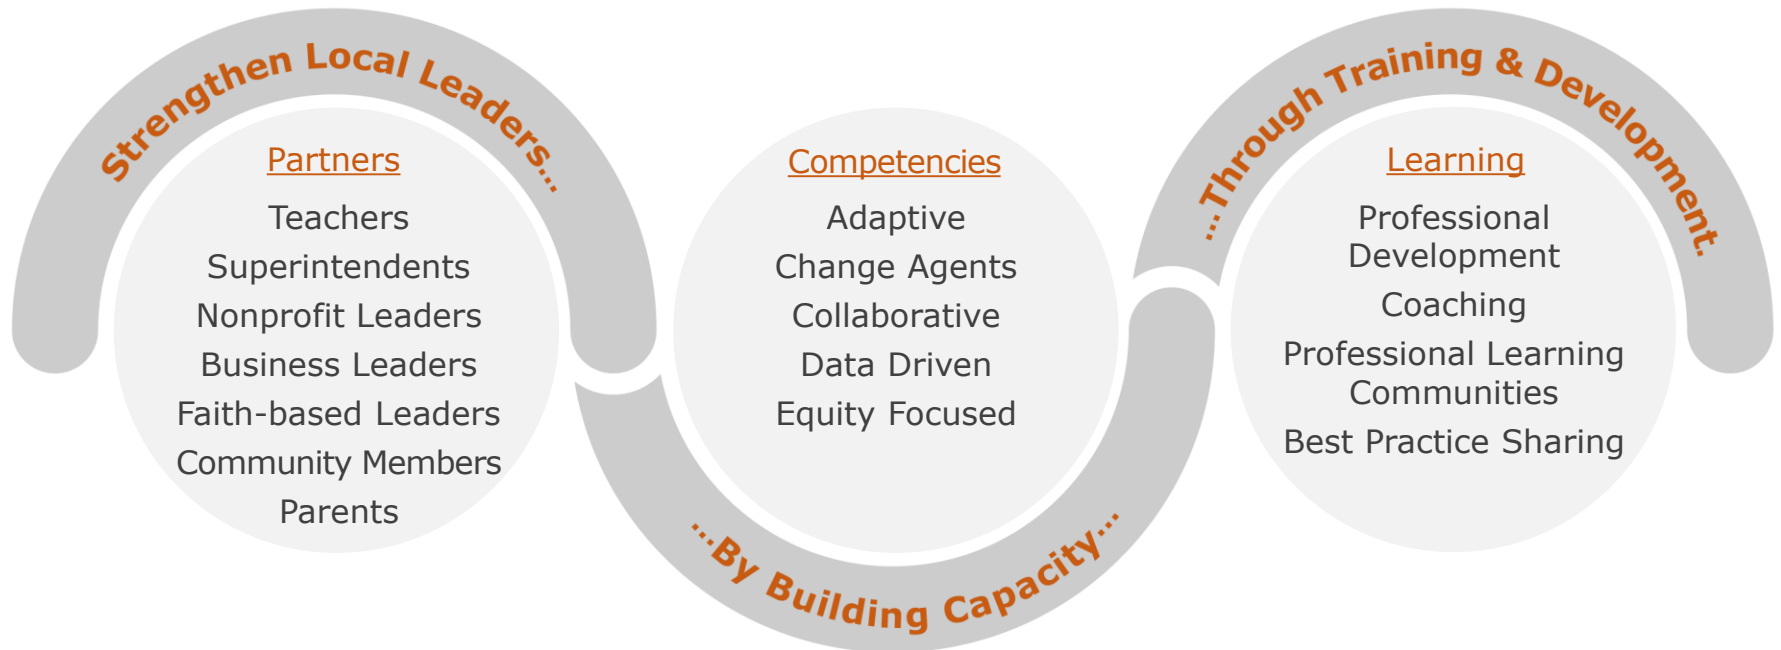 Strengthen Local Leaders...
Partners
Teachers
Superintendents
Nonprofit Leaders
Business Leaders
Faith-based Leaders
Community Members
Parents
...By Building Capacity...
Competencies
Adaptive
Change Agents
Collaborative
Data Driven
Equity Focused
...Through Training & Development.
Learning
Professional
Development
Coaching
Professional Learning
Communities
Best Practice Sharing